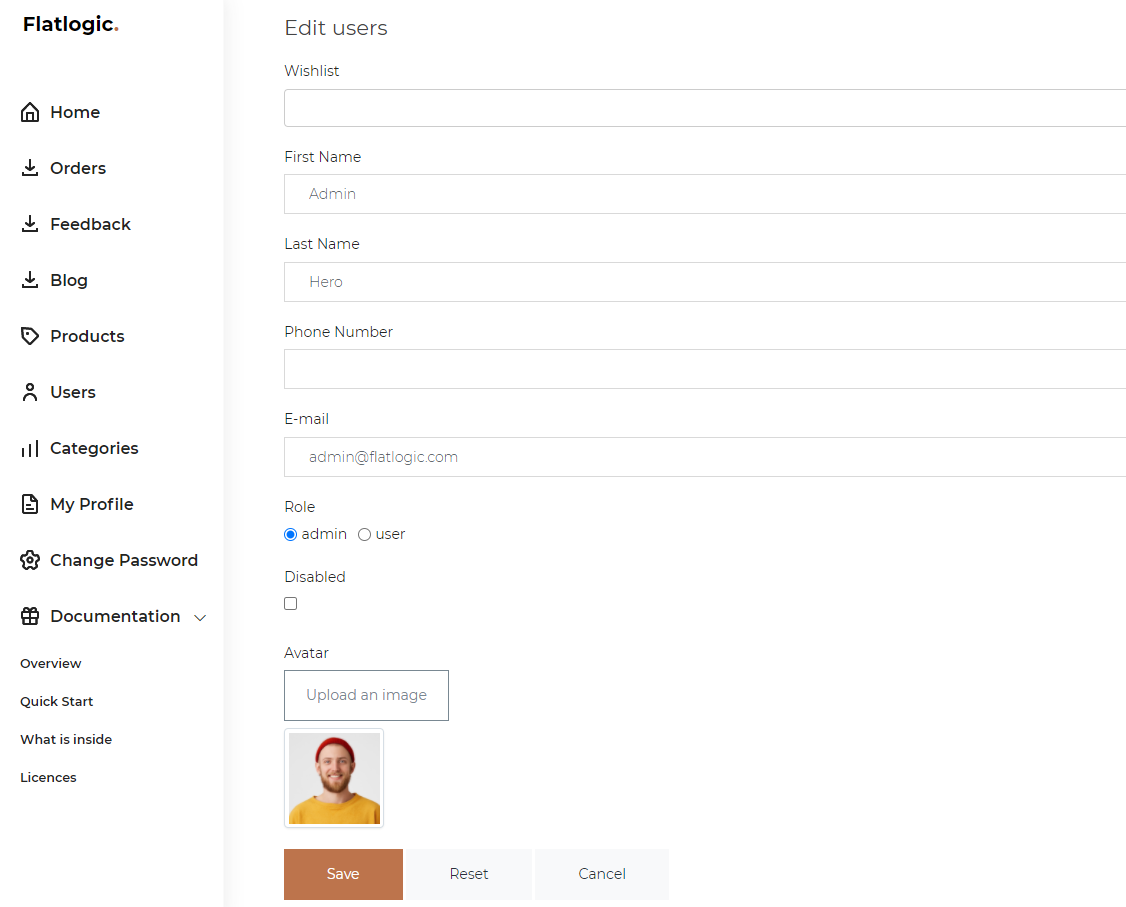 Flatlogic.
Home
Orders
Feedback
Blog
Products
Users
Categories
My Profile
Change Password
Documentation
Overview
Quick Start
What is inside
Licences
Edit users
Wishlist
First Name
Admin
Last Name
Hero
Phone Number
E-mail
admin@flatlogic.com
Role
admin user
Disabled
Avatar
Upload an image
Save Reset Cancel